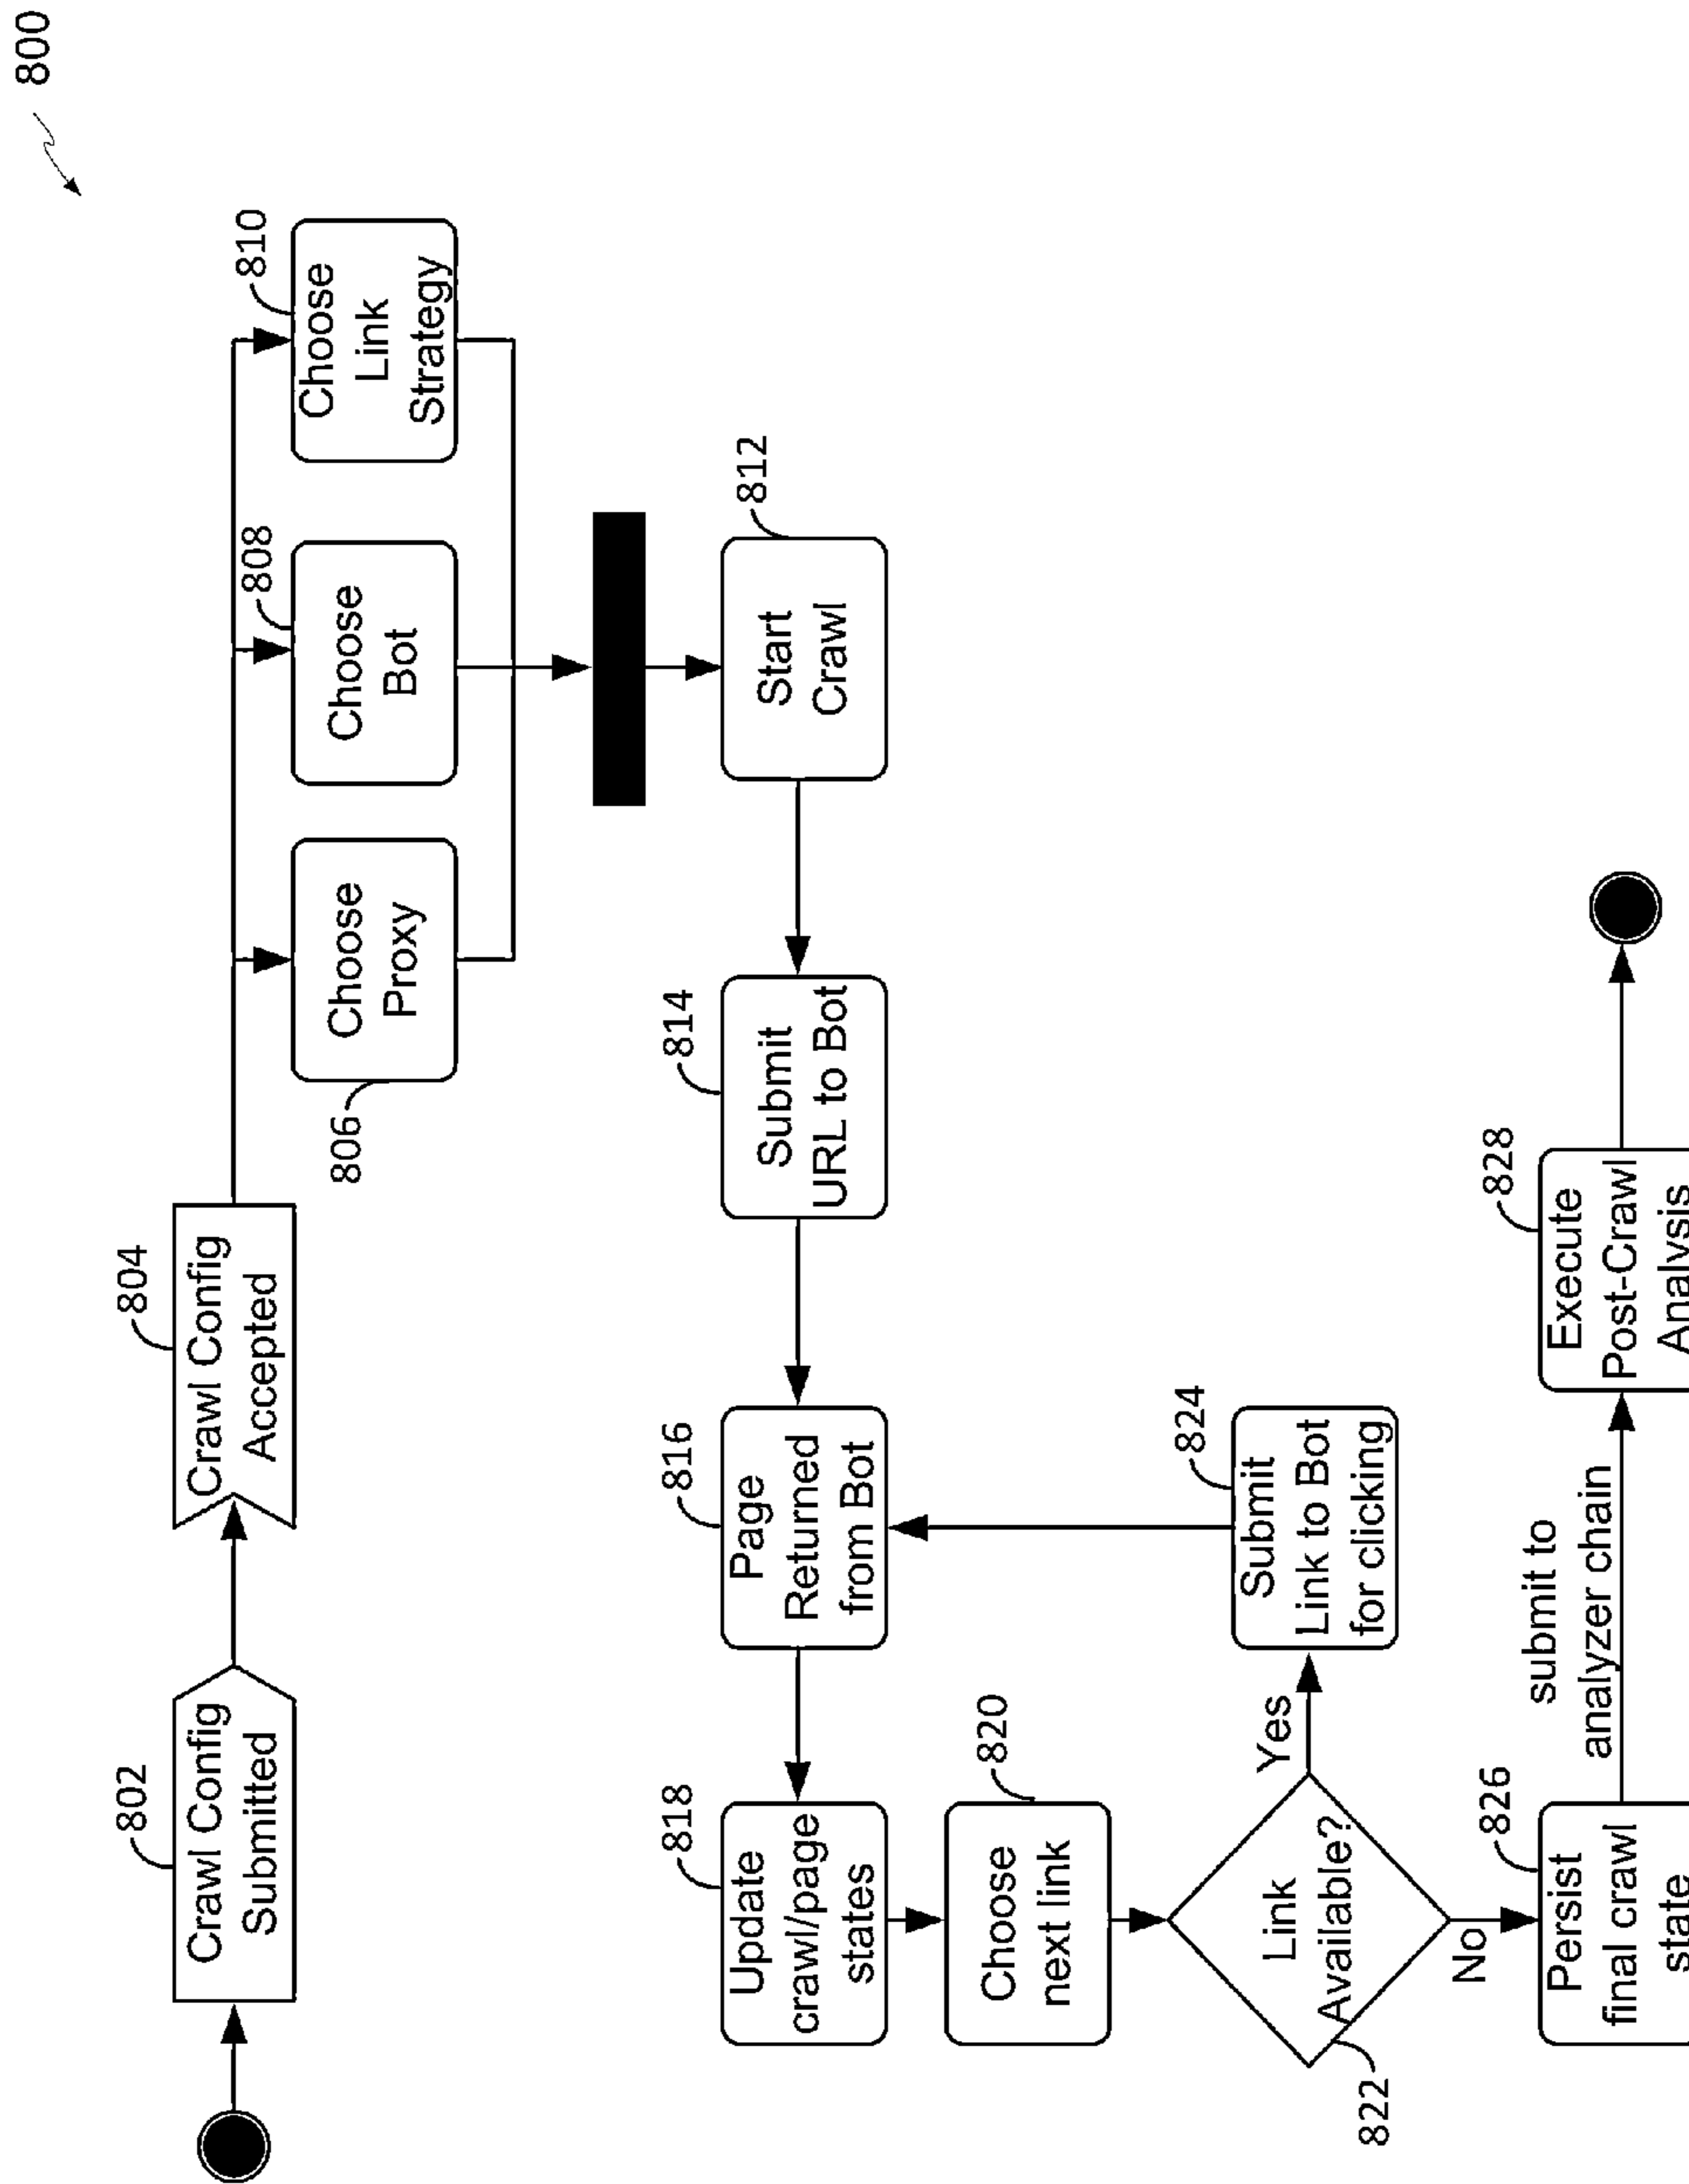 800
802
Crawl Config
Submitted
804
Crawl Config
Accepted
806
Choose
Proxy
808
Choose
Bot
810
Choose
Link
Strategy
812
Start
Crawl
814
Submit
URL to Bot
816
Page
Returned
from Bot
818
Update
crawl/page
states
820
Choose
next link
822
Link
Available?
Yes
No
824
Submit
Link to Bot
for clicking
826
Persist
final crawl
state
submit to
analyzer chain
828
Execute
Post-Crawl
Analysis